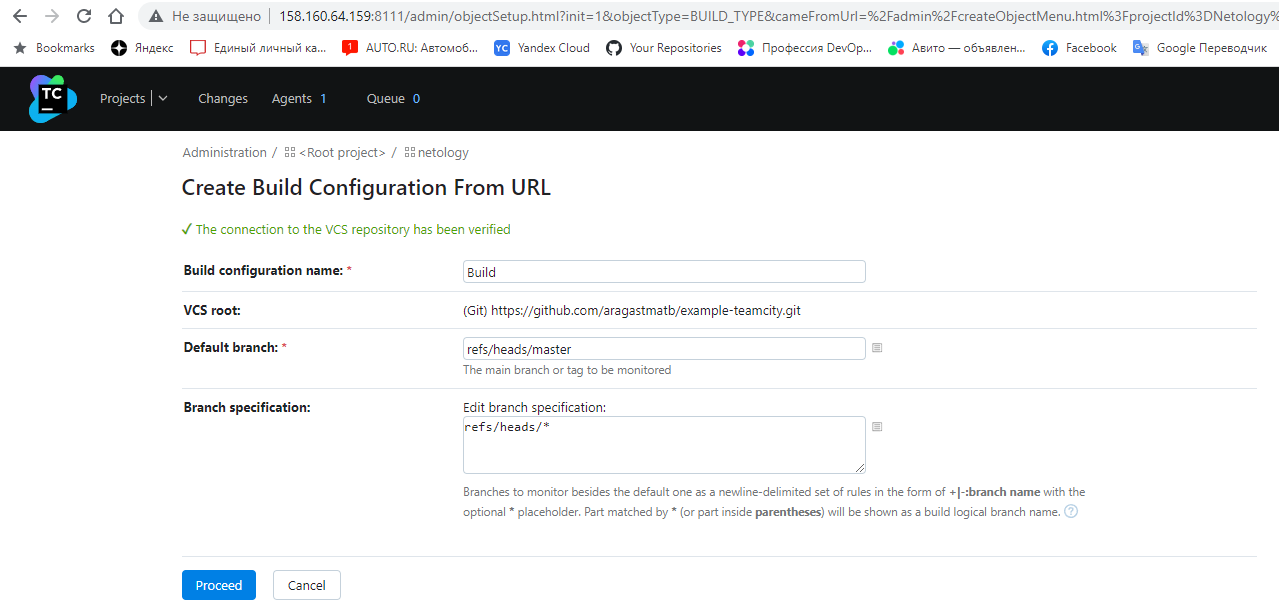 Не защищено 158.160.64.159:8111/admin/objectSetup.html?init=1&objectType=BUILD_TYPE&cameFromUrl=%2Fadmin%2FcreateObjectMenu.html%3FprojectId%3DNetology%
Bookmarks Яндекс Единый личный ка... AUTO.RU: Автомоб... YC Yandex Cloud Your Repositories Профессия DevOp... Авито — объявлен... Facebook Google Переводчик
TC Projects Changes Agents 1 Queue 0
Administration / <Root project> / netology
Create Build Configuration From URL
The connection to the VCS repository has been verified
Build configuration name: * Build
VCS root: (Git) https://github.com/aragastmatb/example-teamcity.git
Default branch: * refs/heads/master
The main branch or tag to be monitored
Branch specification: Edit branch specification:
refs/heads/*
Branches to monitor besides the default one as a newline-delimited set of rules in the form of +|-:branch name with the
optional * placeholder. Part matched by * (or part inside parentheses) will be shown as a build logical branch name. ?
Proceed Cancel